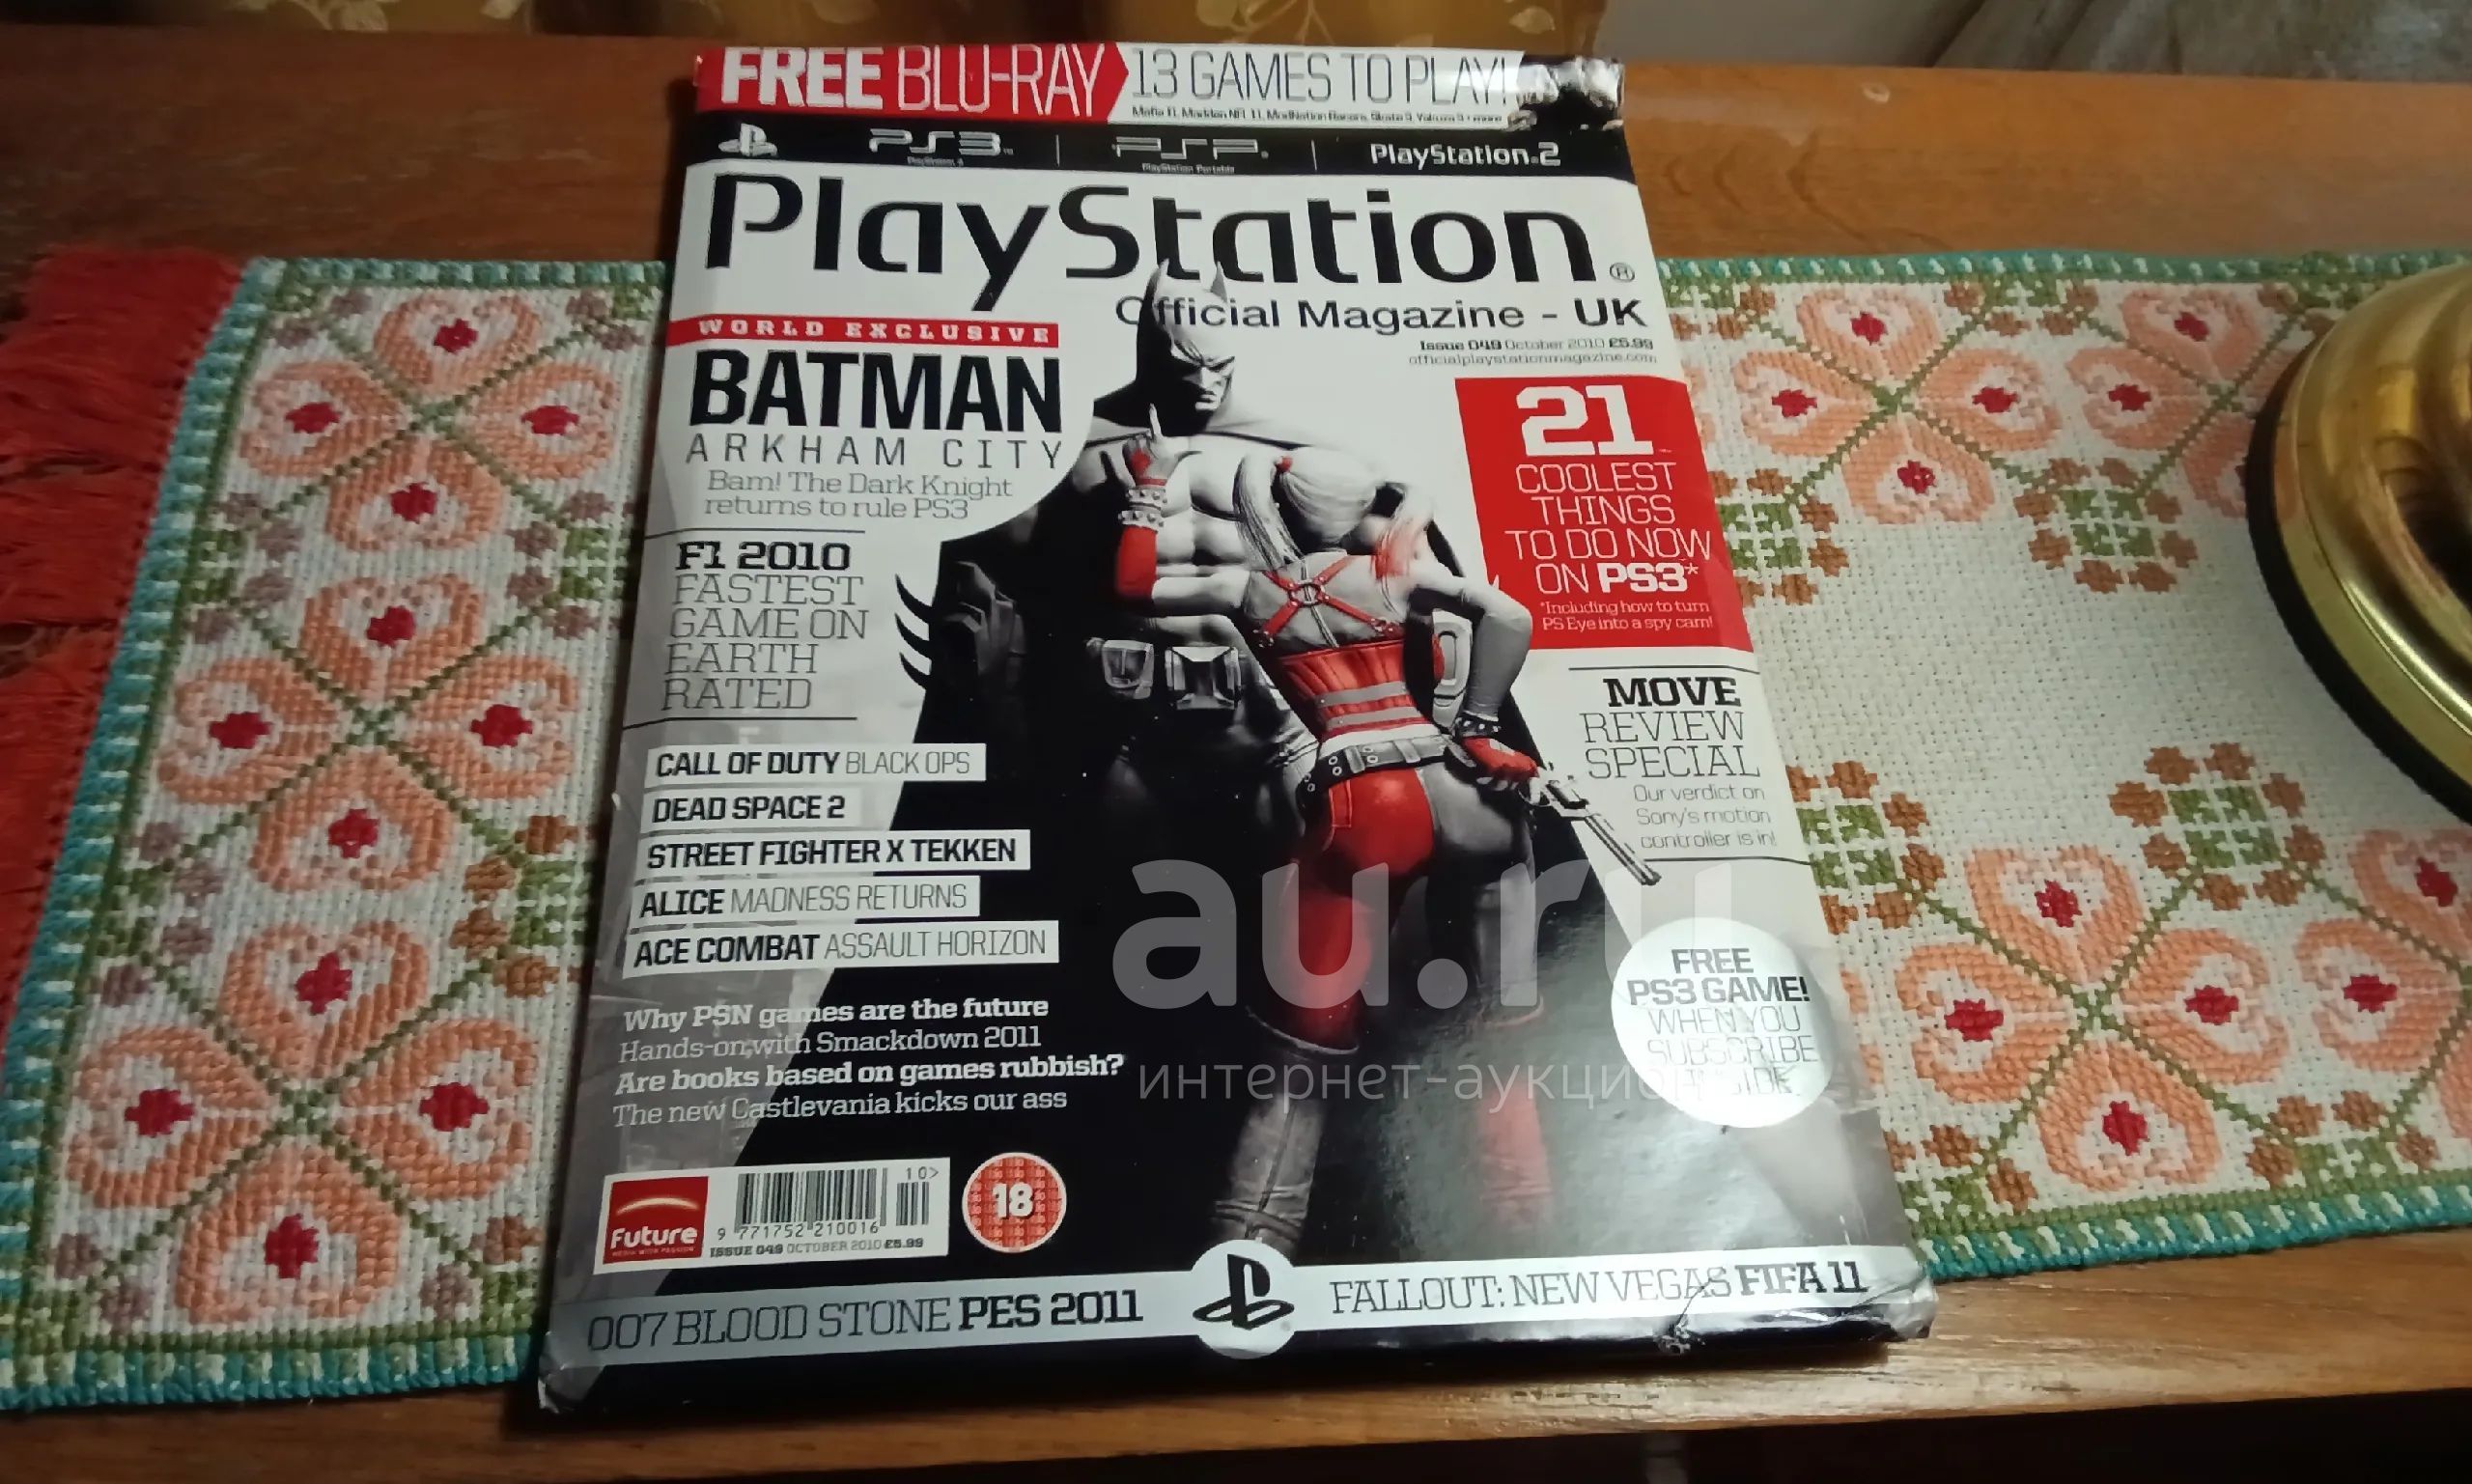 FREE BLU-RAY 13 GAMES TO PLAY!
Mafia II, Madden NFL 11, ModNation Racers, Skate 3, Yakuza 3 + more
PS3 PSP PlayStation.2
PlayStation 3 PlayStation Portable
PlayStation®
Official Magazine - UK
Issue 049 October 2010 £5.99
officialplaystationmagazine.com
WORLD EXCLUSIVE
BATMAN
ARKHAM CITY
Bam! The Dark Knight
returns to rule PS3
F1 2010
FASTEST
GAME ON
EARTH
RATED
21
COOLEST
THINGS
TO DO NOW
ON PS3*
*Including how to turn
PS Eye into a spy cam!
MOVE
REVIEW
SPECIAL
Our verdict on
Sony's motion
controller is in!
CALL OF DUTY BLACK OPS
DEAD SPACE 2
STREET FIGHTER X TEKKEN
ALICE MADNESS RETURNS
ACE COMBAT ASSAULT HORIZON
Why PSN games are the future
Hands-on with Smackdown 2011
Are books based on games rubbish?
The new Castlevania kicks our ass
FREE
PS3 GAME!
WHEN YOU
SUBSCRIBE
INSIDE
au.ru
интернет-аукцион
Future
MEDIA WITH PASSION
10>
9 771752 210016
ISSUE 049 OCTOBER 2010 £5.99
18
007 BLOOD STONE PES 2011
FALLOUT: NEW VEGAS FIFA 11